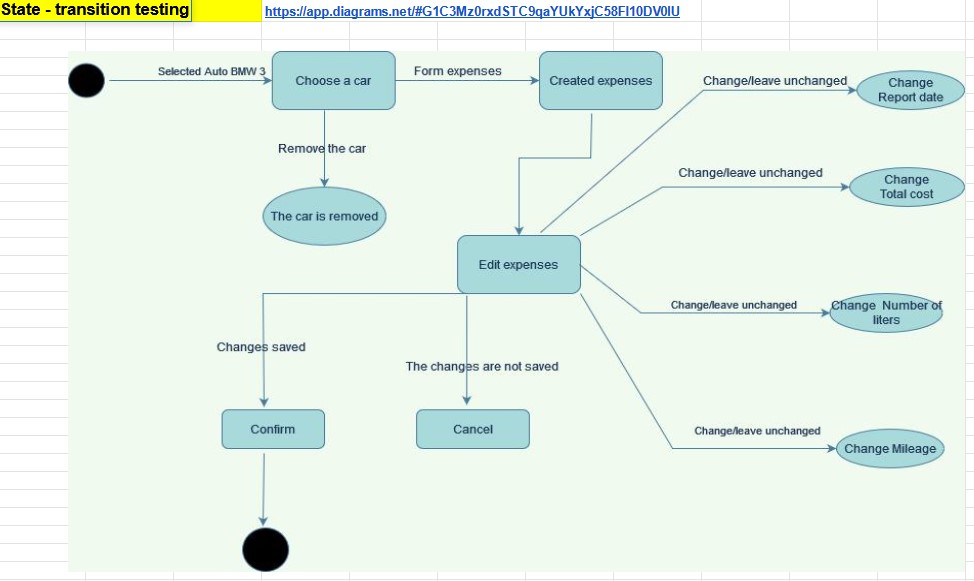 State - transition testing
https://app.diagrams.net/#G1C3Mz0rxdSTC9qaYUkYxjC58Fl10DV0lU
Selected Auto BMW 3
Choose a car
Form expenses
Created expenses
Change/leave unchanged
Change
Report date
Remove the car
The car is removed
Change/leave unchanged
Change
Total cost
Edit expenses
Change/leave unchanged
Change Number of
liters
Changes saved
The changes are not saved
Confirm
Cancel
Change/leave unchanged
Change Mileage